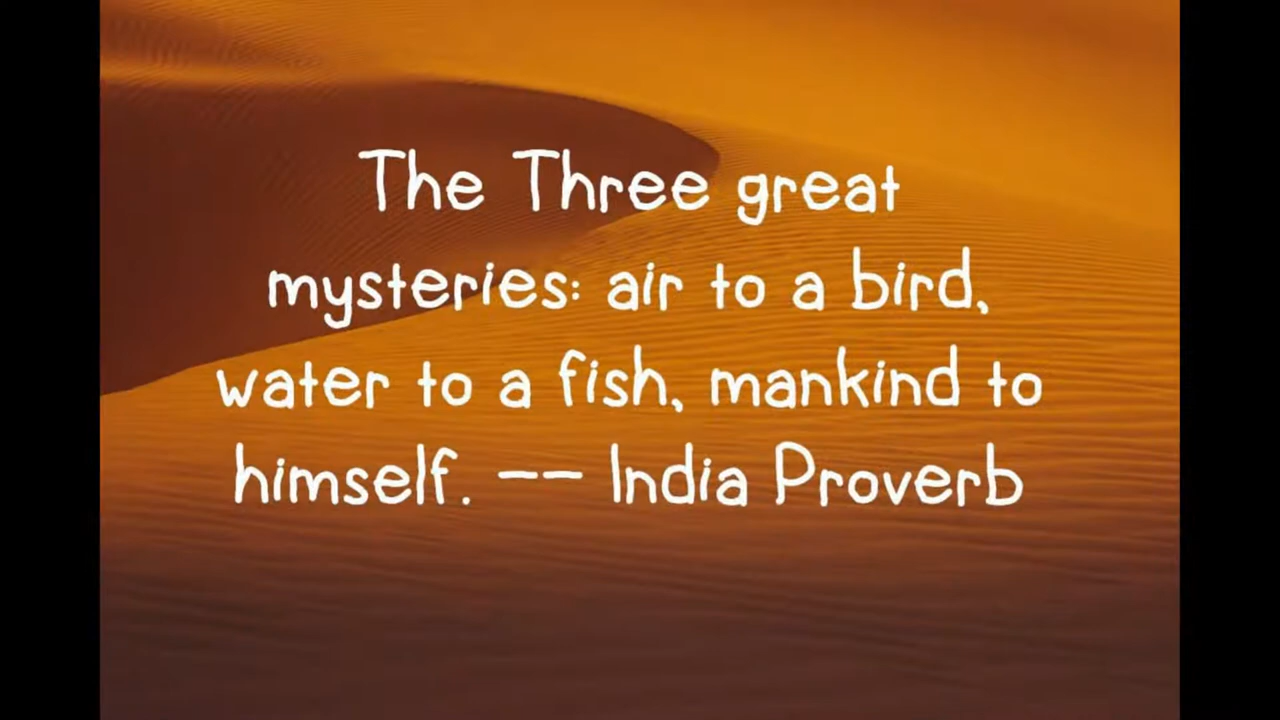 The Three great
mysteries: air to a bird,
water to a fish, mankind to
himself. -- India Proverb